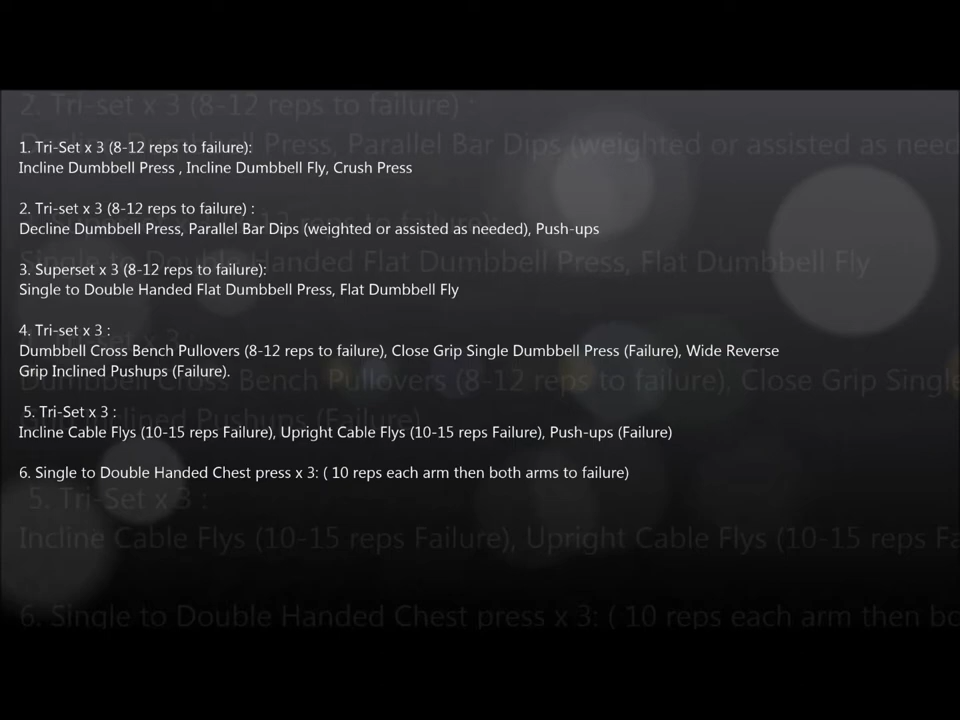 1. Tri-Set x 3 (8-12 reps to failure):
Incline Dumbbell Press , Incline Dumbbell Fly, Crush Press
2. Tri-set x 3 (8-12 reps to failure) :
Decline Dumbbell Press, Parallel Bar Dips (weighted or assisted as needed), Push-ups
3. Superset x 3 (8-12 reps to failure):
Single to Double Handed Flat Dumbbell Press, Flat Dumbbell Fly
4. Tri-set x 3 :
Dumbbell Cross Bench Pullovers (8-12 reps to failure), Close Grip Single Dumbbell Press (Failure), Wide Reverse
Grip Inclined Pushups (Failure).
5. Tri-Set x 3 :
Incline Cable Flys (10-15 reps Failure), Upright Cable Flys (10-15 reps Failure), Push-ups (Failure)
6. Single to Double Handed Chest press x 3: ( 10 reps each arm then both arms to failure)